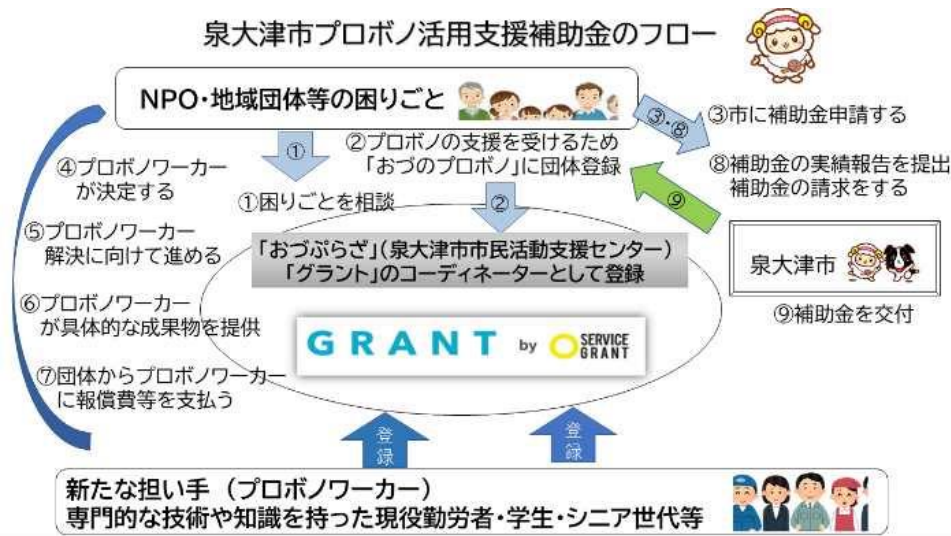 泉大津市プロボノ活用支援補助金のフロー
NPO・地域団体等の困りごと
③・⑧
③市に補助金申請する
①
②プロボノの支援を受けるため
「おづのプロボノ」に団体登録
⑧補助金の実績報告を提出
補助金の請求をする
④プロボノワーカー
が決定する
①困りごとを相談
②
⑨
⑤プロボノワーカー
解決に向けて進める
「おづぷらざ」(泉大津市市民活動支援センター)
「グラント」のコーディネーターとして登録
泉大津市
⑨補助金を交付
⑥プロボノワーカー
が具体的な成果物を提供
GRANT by SERVICE
GRANT
⑦団体からプロボノワーカー
に報償費等を支払う
登録
登録
新たな担い手 (プロボノワーカー)
専門的な技術や知識を持った現役勤労者・学生・シニア世代等